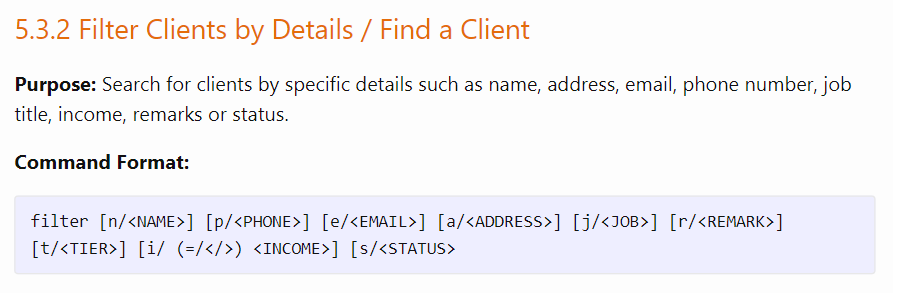 5.3.2 Filter Clients by Details / Find a Client
Purpose: Search for clients by specific details such as name, address, email, phone number, job
title, income, remarks or status.
Command Format:
filter [n/<NAME>] [p/<PHONE>] [e/<EMAIL>] [a/<ADDRESS>] [j/<JOB>] [r/<REMARK>]
[t/<TIER>] [i/ (=/</>) <INCOME>] [s/<STATUS>